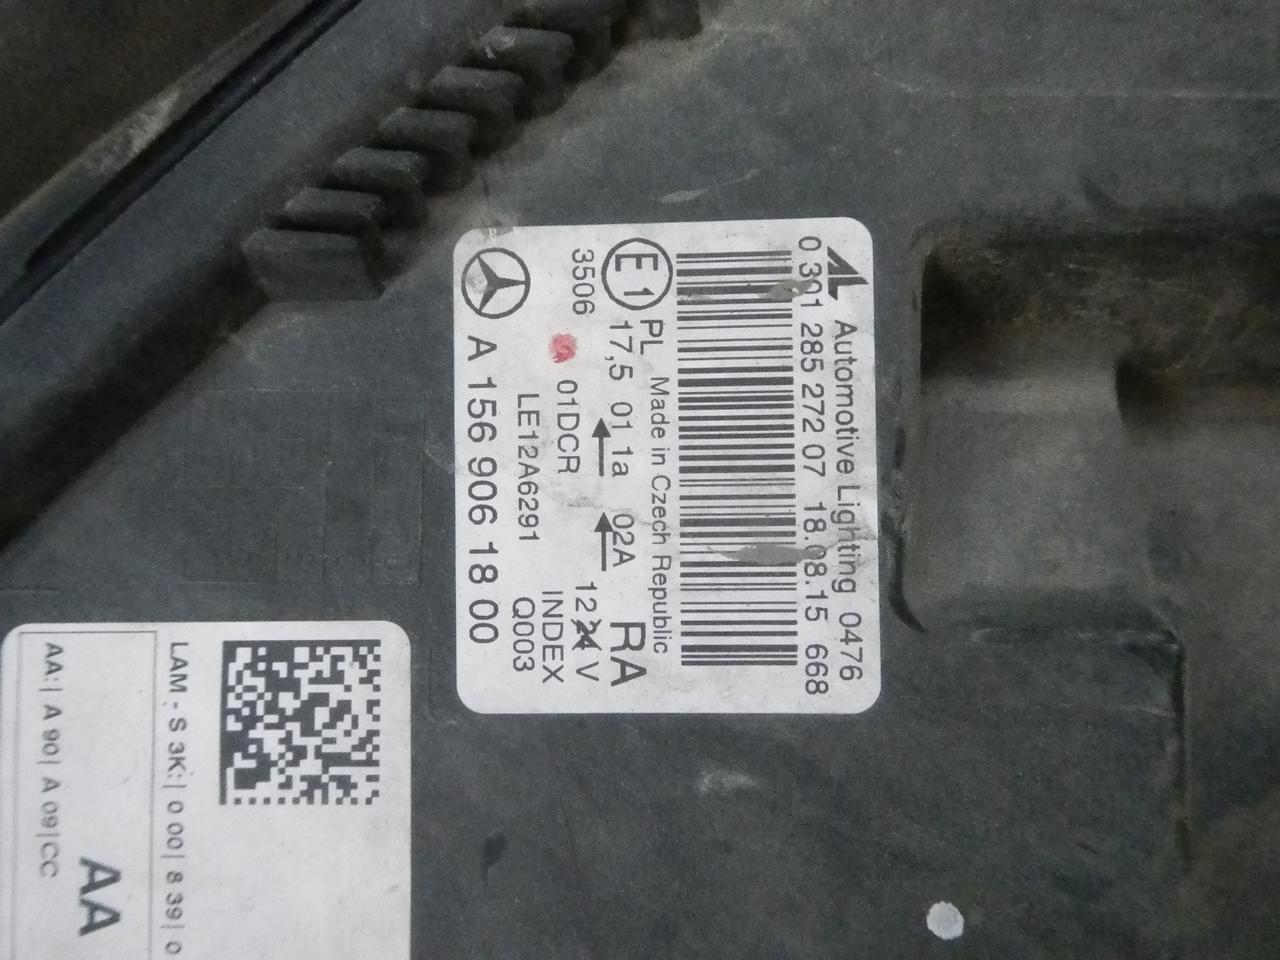 AL Automotive Lighting 0476
0 301 285 272 07 18.08.15 668
Made in Czech Republic
E1 PL RA
17,5 01 1a 02A
3506 12 24 V
01DCR INDEX
LE12A6291 Q003
A 156 906 18 00
LAM - S 3K:| 0 00| 8 39| 0
AA
AA:| A 90| A 09| CC